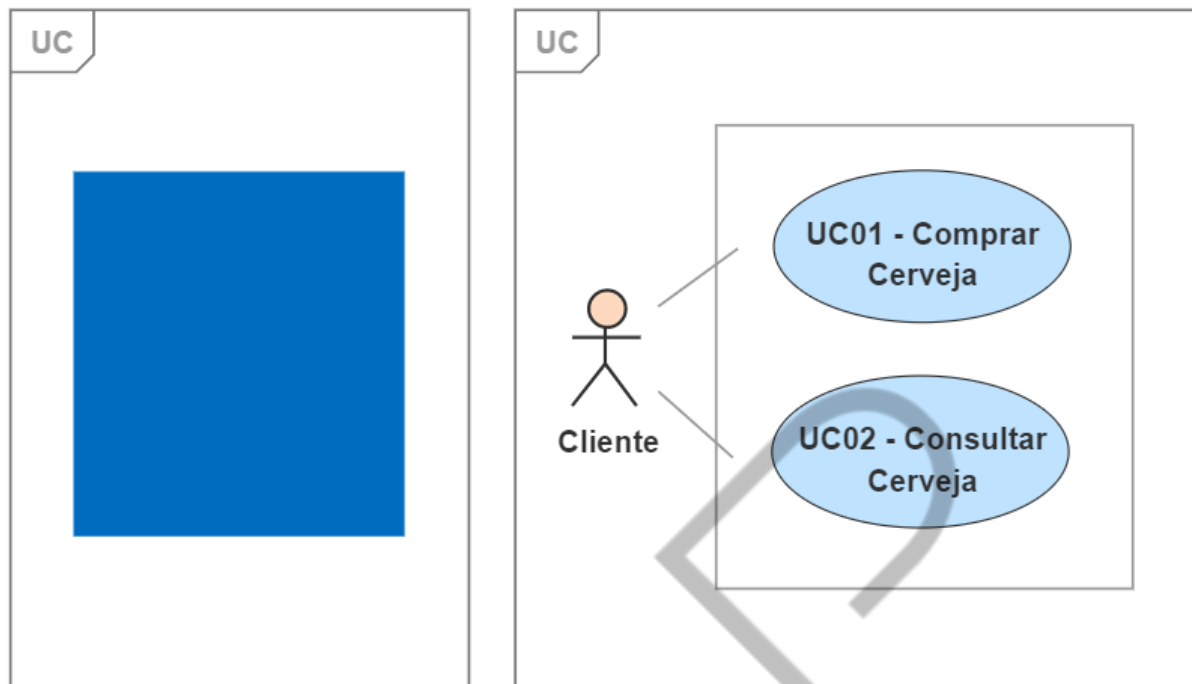 UC
UC
UC01 - Comprar
Cerveja
Cliente
UC02 - Consultar
Cerveja